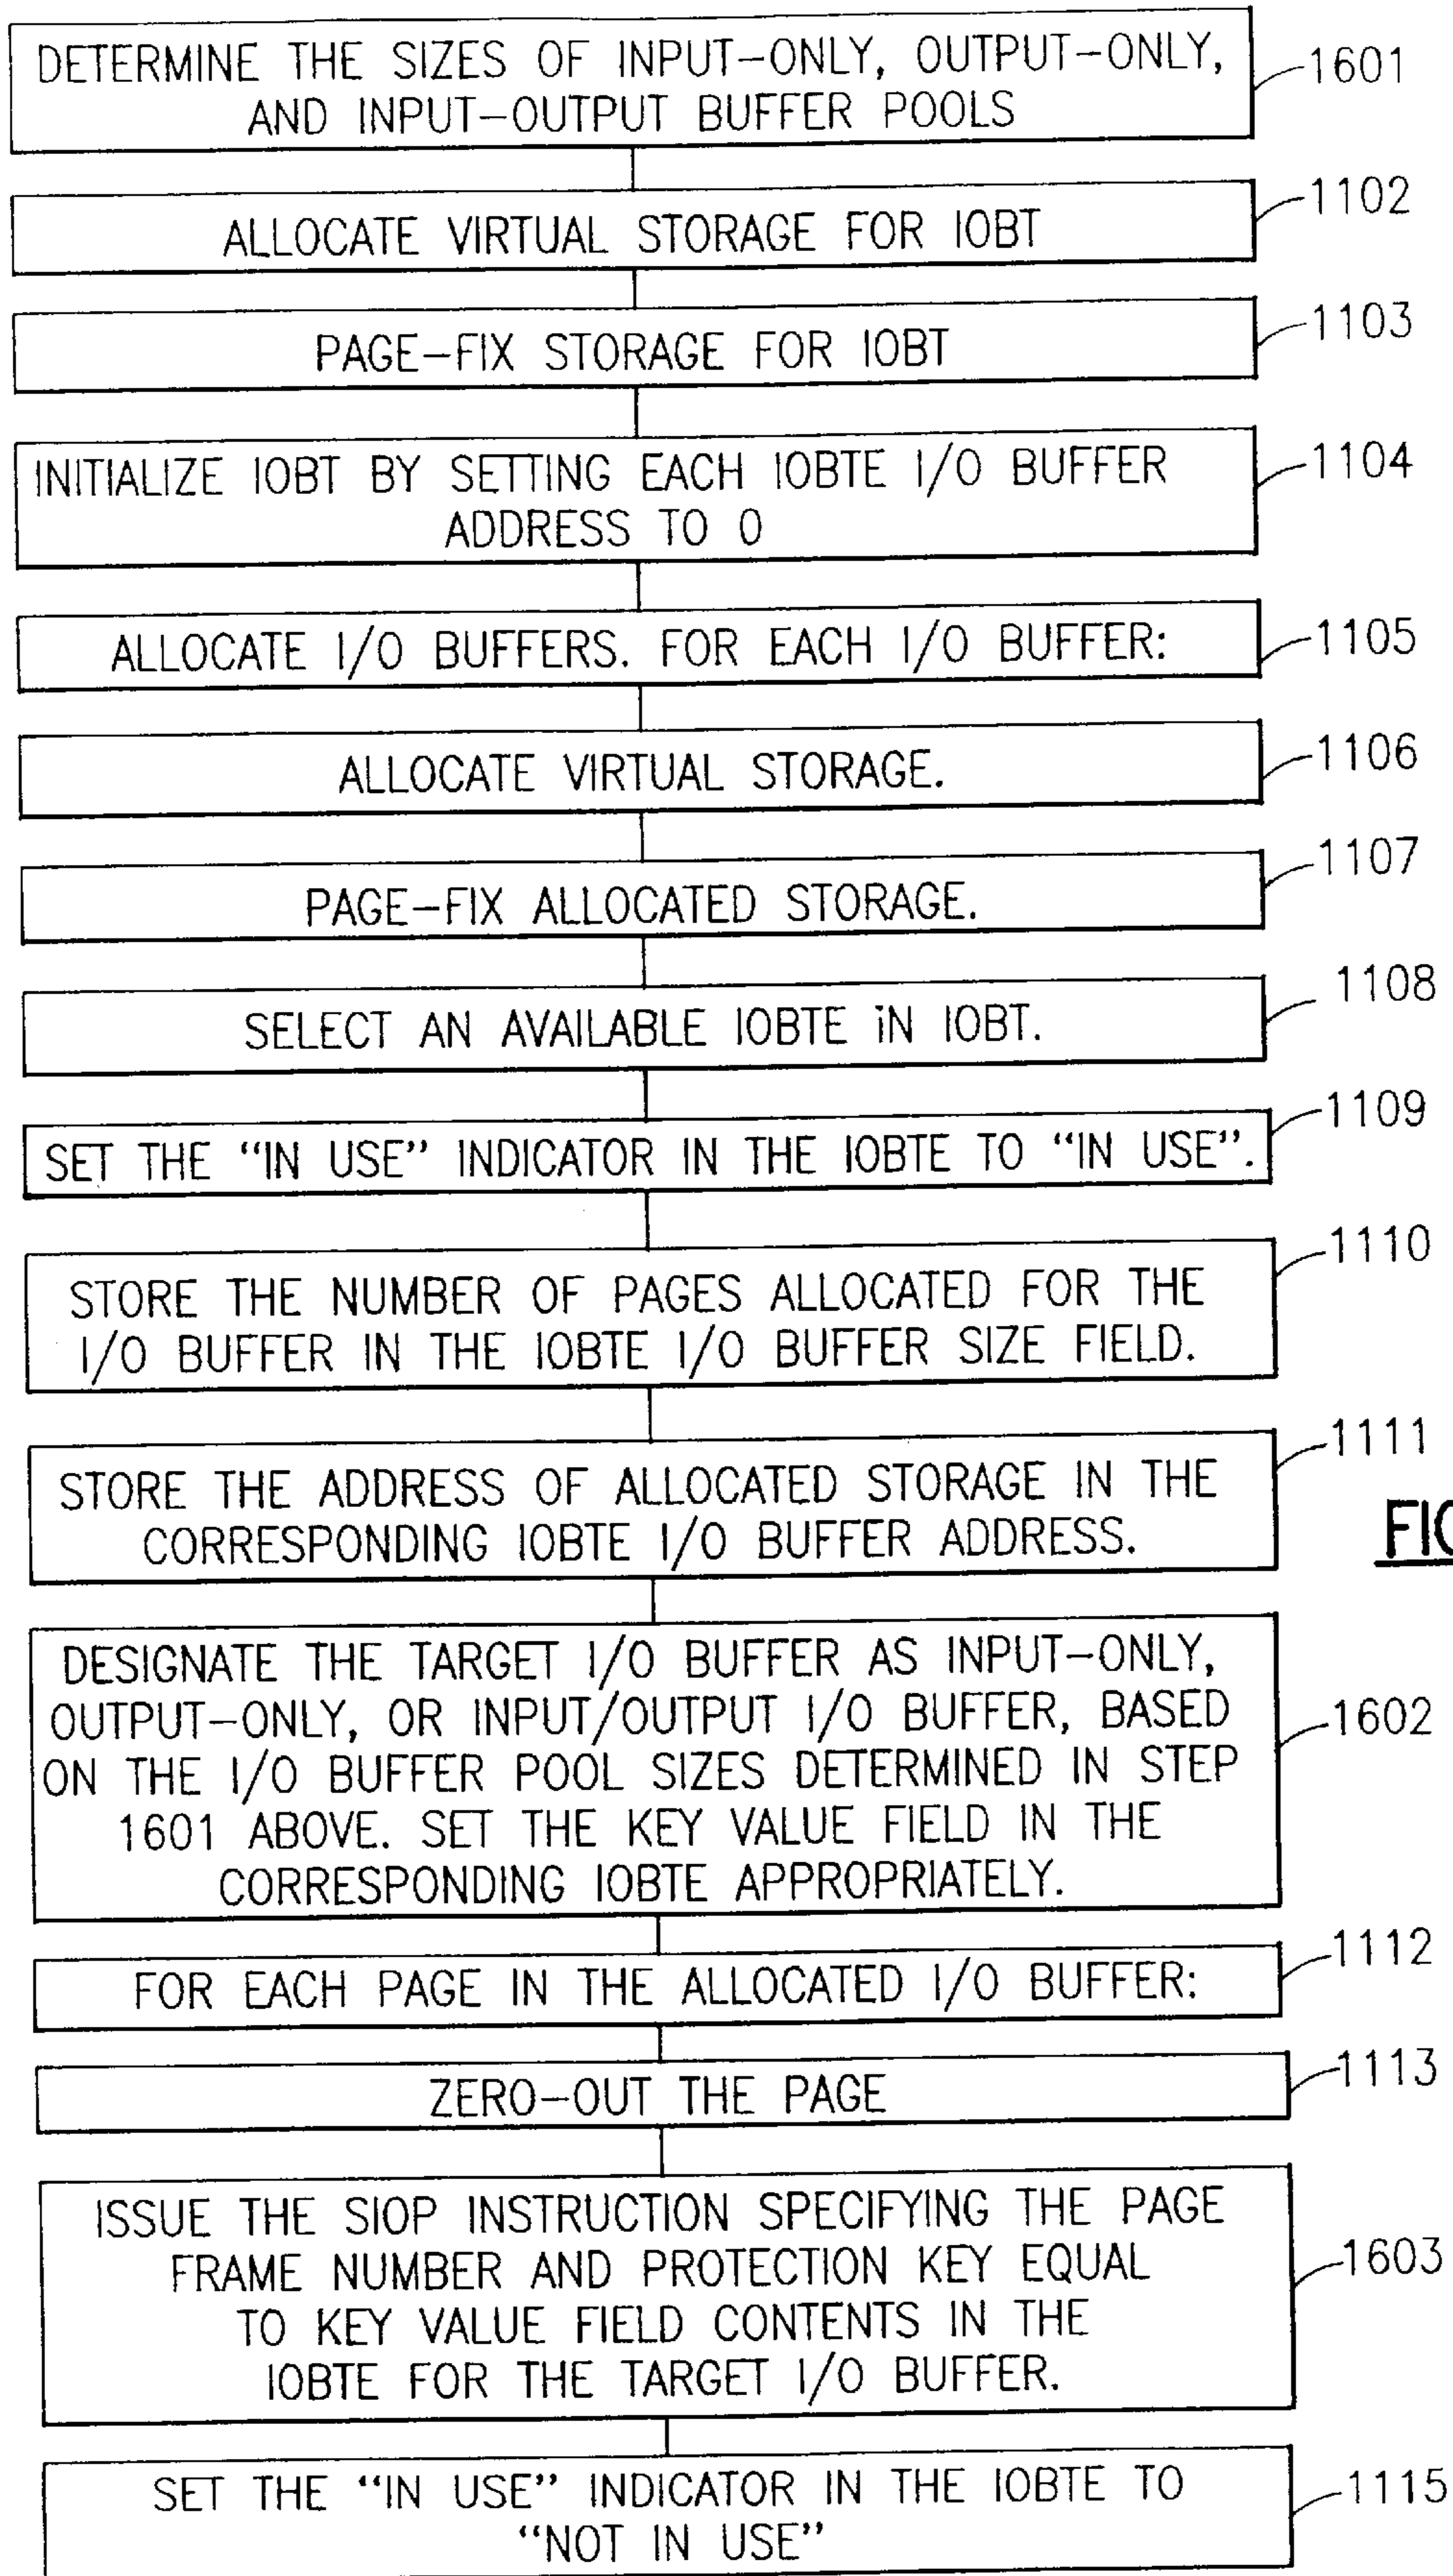 DETERMINE THE SIZES OF INPUT-ONLY, OUTPUT-ONLY,
AND INPUT-OUTPUT BUFFER POOLS
1601
ALLOCATE VIRTUAL STORAGE FOR IOBT
1102
PAGE-FIX STORAGE FOR IOBT
1103
INITIALIZE IOBT BY SETTING EACH IOBTE I/O BUFFER
ADDRESS TO 0
1104
ALLOCATE I/O BUFFERS. FOR EACH I/O BUFFER:
1105
ALLOCATE VIRTUAL STORAGE.
1106
PAGE-FIX ALLOCATED STORAGE.
1107
SELECT AN AVAILABLE IOBTE IN IOBT.
1108
SET THE "IN USE" INDICATOR IN THE IOBTE TO "IN USE".
1109
STORE THE NUMBER OF PAGES ALLOCATED FOR THE
I/O BUFFER IN THE IOBTE I/O BUFFER SIZE FIELD.
1110
STORE THE ADDRESS OF ALLOCATED STORAGE IN THE
CORRESPONDING IOBTE I/O BUFFER ADDRESS.
1111
FIG
DESIGNATE THE TARGET I/O BUFFER AS INPUT-ONLY,
OUTPUT-ONLY, OR INPUT/OUTPUT I/O BUFFER, BASED
ON THE I/O BUFFER POOL SIZES DETERMINED IN STEP
1601 ABOVE. SET THE KEY VALUE FIELD IN THE
CORRESPONDING IOBTE APPROPRIATELY.
1602
FOR EACH PAGE IN THE ALLOCATED I/O BUFFER:
1112
ZERO-OUT THE PAGE
1113
ISSUE THE SIOP INSTRUCTION SPECIFYING THE PAGE
FRAME NUMBER AND PROTECTION KEY EQUAL
TO KEY VALUE FIELD CONTENTS IN THE
IOBTE FOR THE TARGET I/O BUFFER.
1603
SET THE "IN USE" INDICATOR IN THE IOBTE TO
"NOT IN USE"
1115